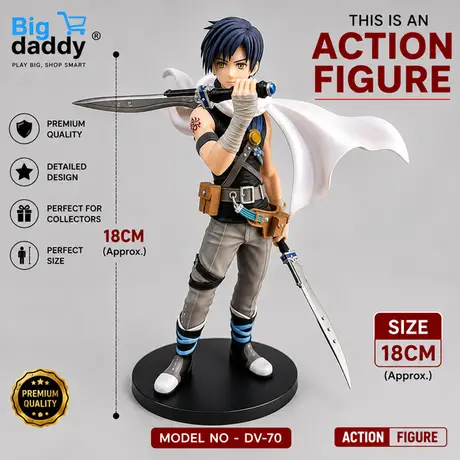 Big
daddy®
PLAY BIG, SHOP SMART
THIS IS AN
ACTION
FIGURE
PREMIUM
QUALITY
DETAILED
DESIGN
PERFECT FOR
COLLECTORS
PERFECT
SIZE
18CM
(Approx.)
SIZE
18CM
(Approx.)
PREMIUM
QUALITY
MODEL NO - DV-70
ACTION FIGURE